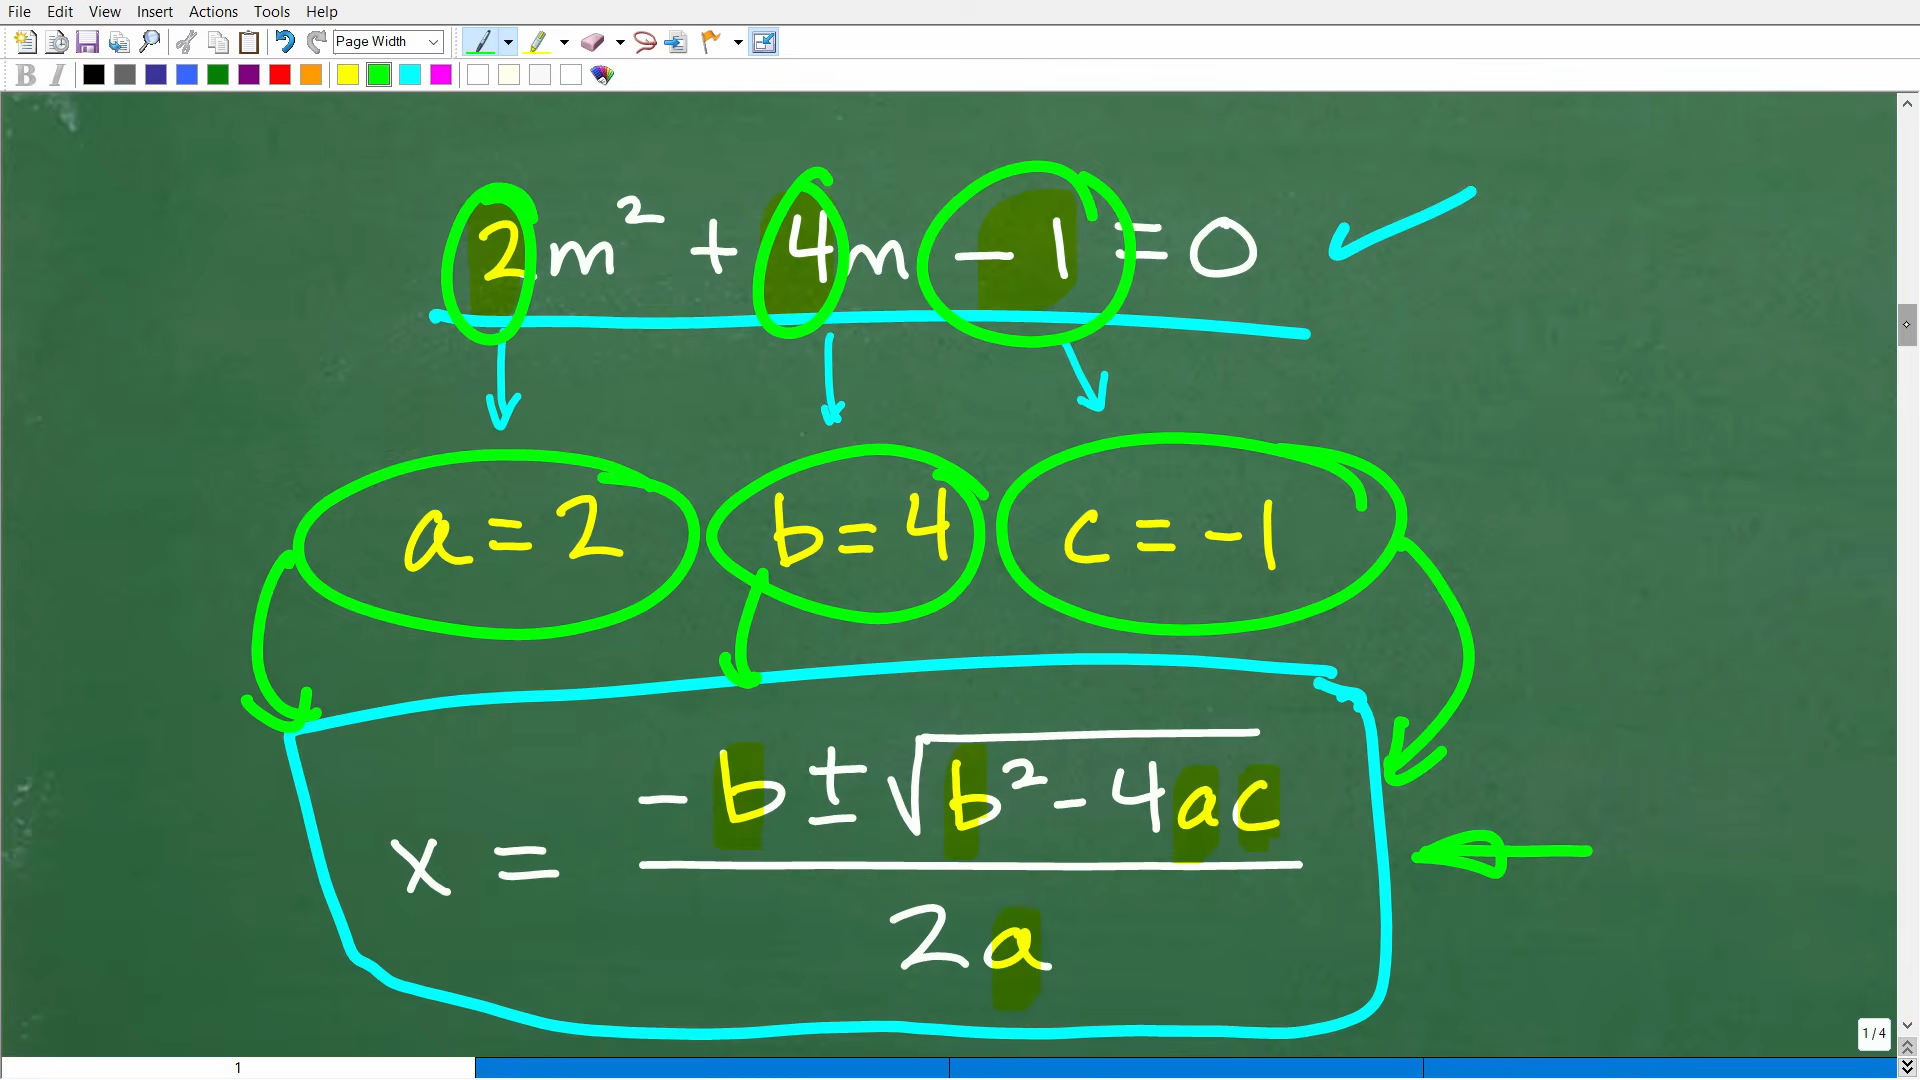 File Edit View Insert Actions Tools Help
Page Width
B I
2m² + 4m - 1 = 0
a = 2 b = 4 c = -1
x = -b ± √b² - 4ac
2a
1 / 4
1